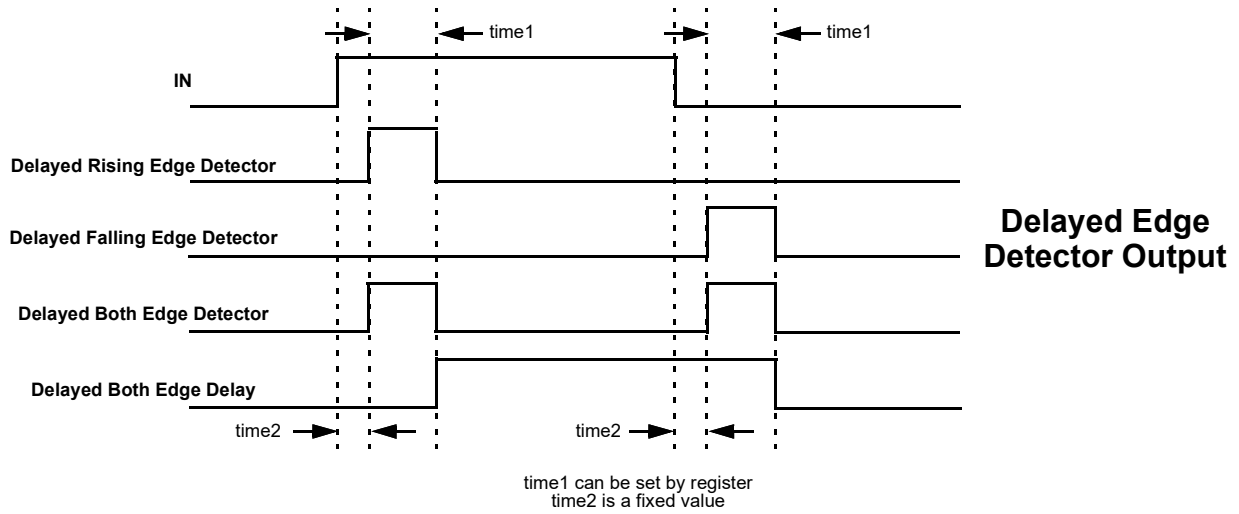 time1
time1
IN
Delayed Rising Edge Detector
Delayed Falling Edge Detector
Delayed Edge
Detector Output
Delayed Both Edge Detector
Delayed Both Edge Delay
time2
time2
time1 can be set by register
time2 is a fixed value